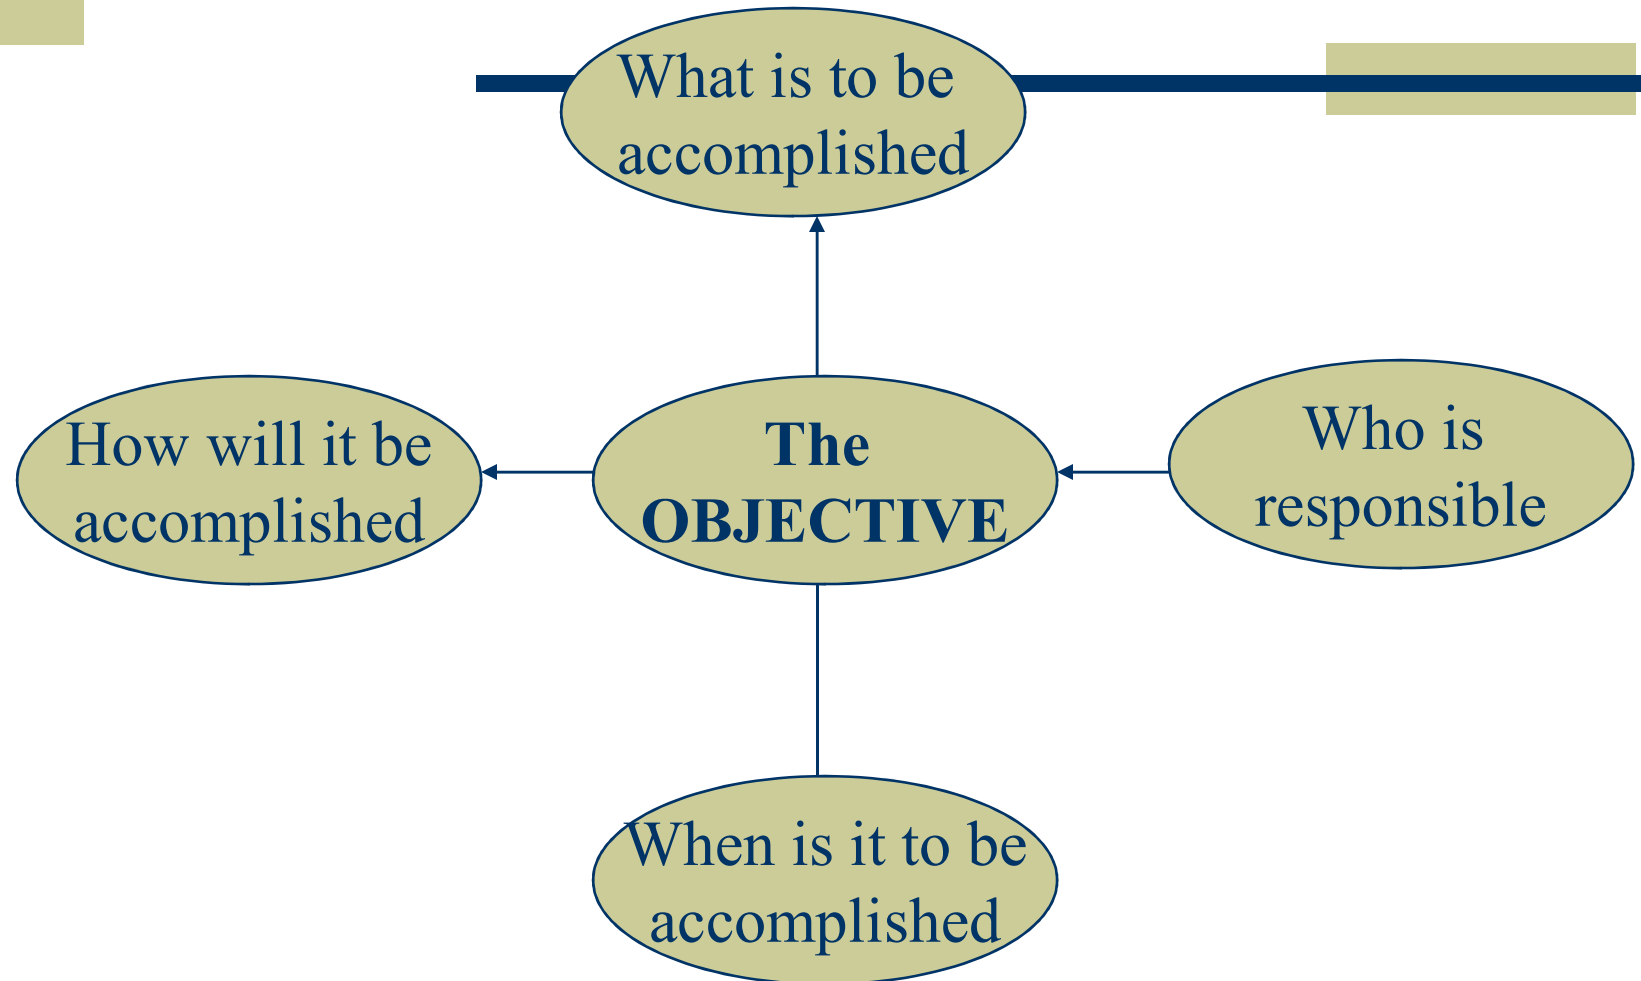 What is to be
accomplished
How will it be
accomplished
The
OBJECTIVE
Who is
responsible
When is it to be
accomplished